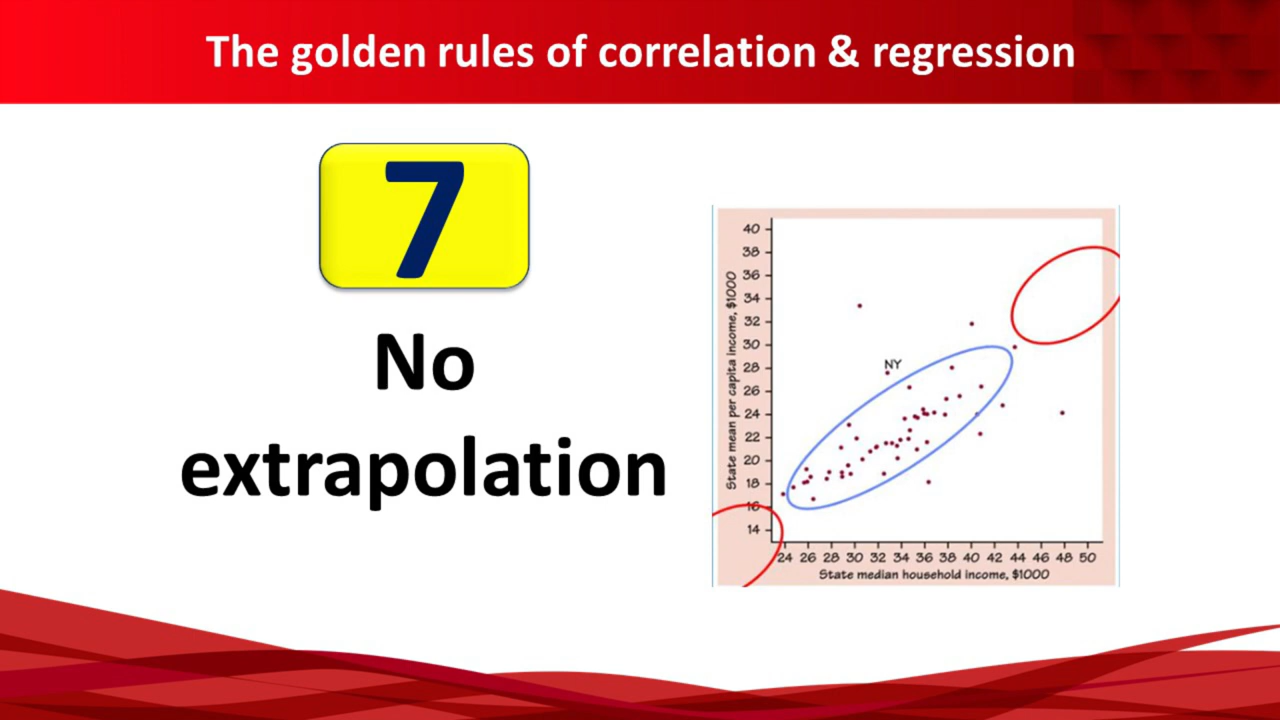 The golden rules of correlation & regression
7
No
extrapolation
State mean per capita income, $1000
40
38
36
34
32
30
28
26
24
22
20
18
16
14
NY
24 26 28 30 32 34 36 38 40 42 44 46 48 50
State median household income, $1000